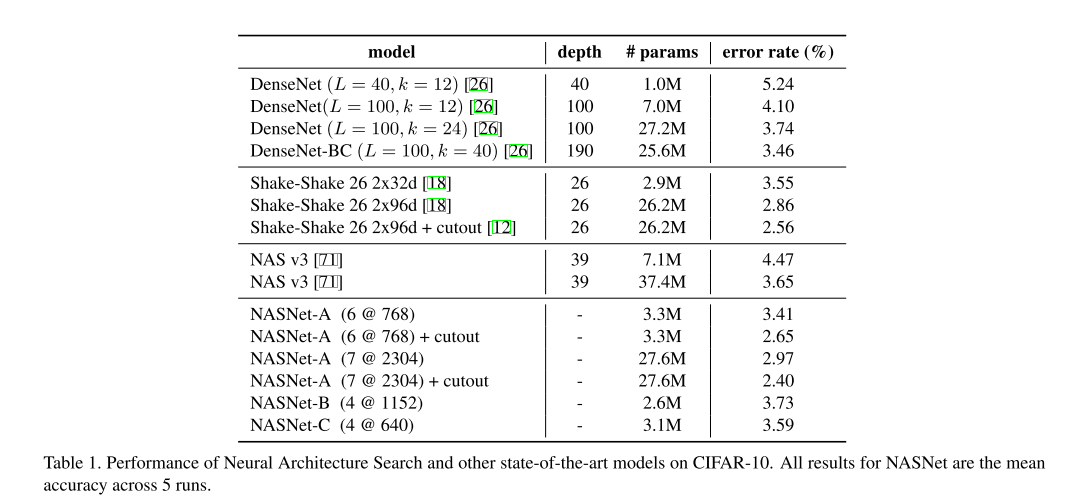 model depth # params error rate (%)
DenseNet (L = 40, k = 12) [26] 40 1.0M 5.24
DenseNet(L = 100, k = 12) [26] 100 7.0M 4.10
DenseNet (L = 100, k = 24) [26] 100 27.2M 3.74
DenseNet-BC (L = 100, k = 40) [26] 190 25.6M 3.46
Shake-Shake 26 2x32d [18] 26 2.9M 3.55
Shake-Shake 26 2x96d [18] 26 26.2M 2.86
Shake-Shake 26 2x96d + cutout [12] 26 26.2M 2.56
NAS v3 [71] 39 7.1M 4.47
NAS v3 [71] 39 37.4M 3.65
NASNet-A (6 @ 768) - 3.3M 3.41
NASNet-A (6 @ 768) + cutout - 3.3M 2.65
NASNet-A (7 @ 2304) - 27.6M 2.97
NASNet-A (7 @ 2304) + cutout - 27.6M 2.40
NASNet-B (4 @ 1152) - 2.6M 3.73
NASNet-C (4 @ 640) - 3.1M 3.59
Table 1. Performance of Neural Architecture Search and other state-of-the-art models on CIFAR-10. All results for NASNet are the mean
accuracy across 5 runs.